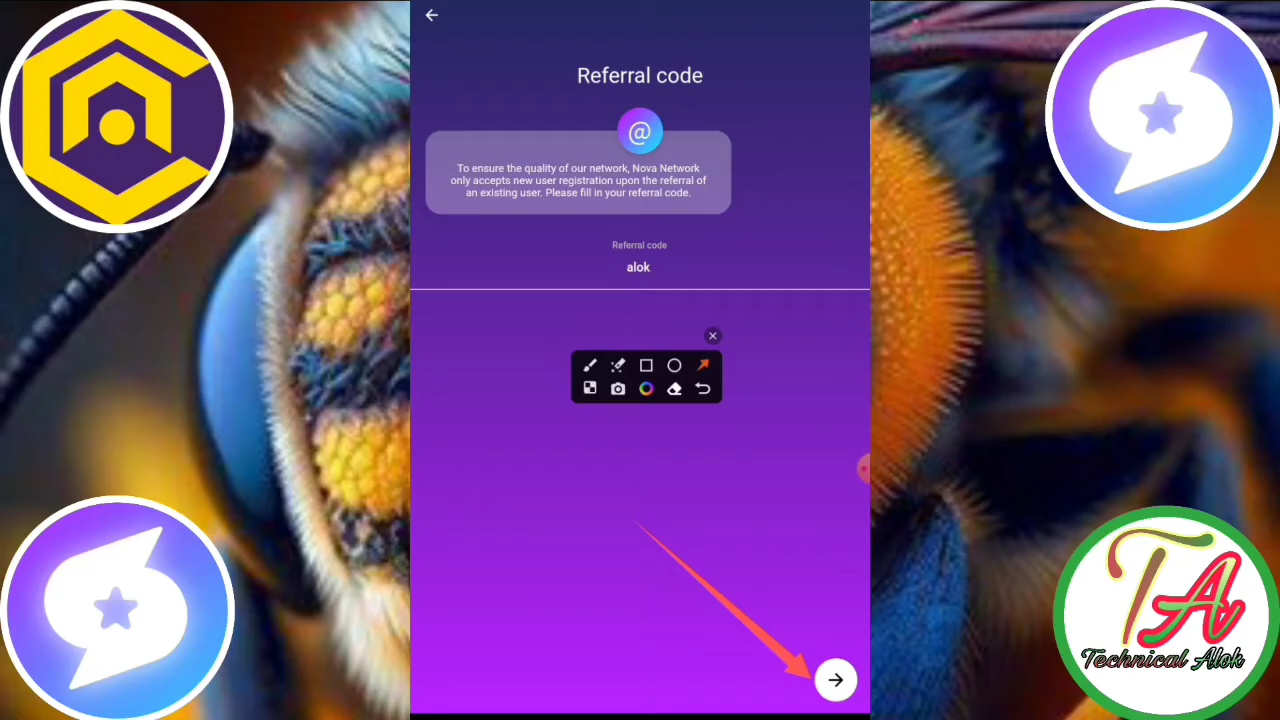 Referral code
@
To ensure the quality of our network, Nova Network
only accepts new user registration upon the referral of
an existing user. Please fill in your referral code.
Referral code
alok
TA
Technical Alok